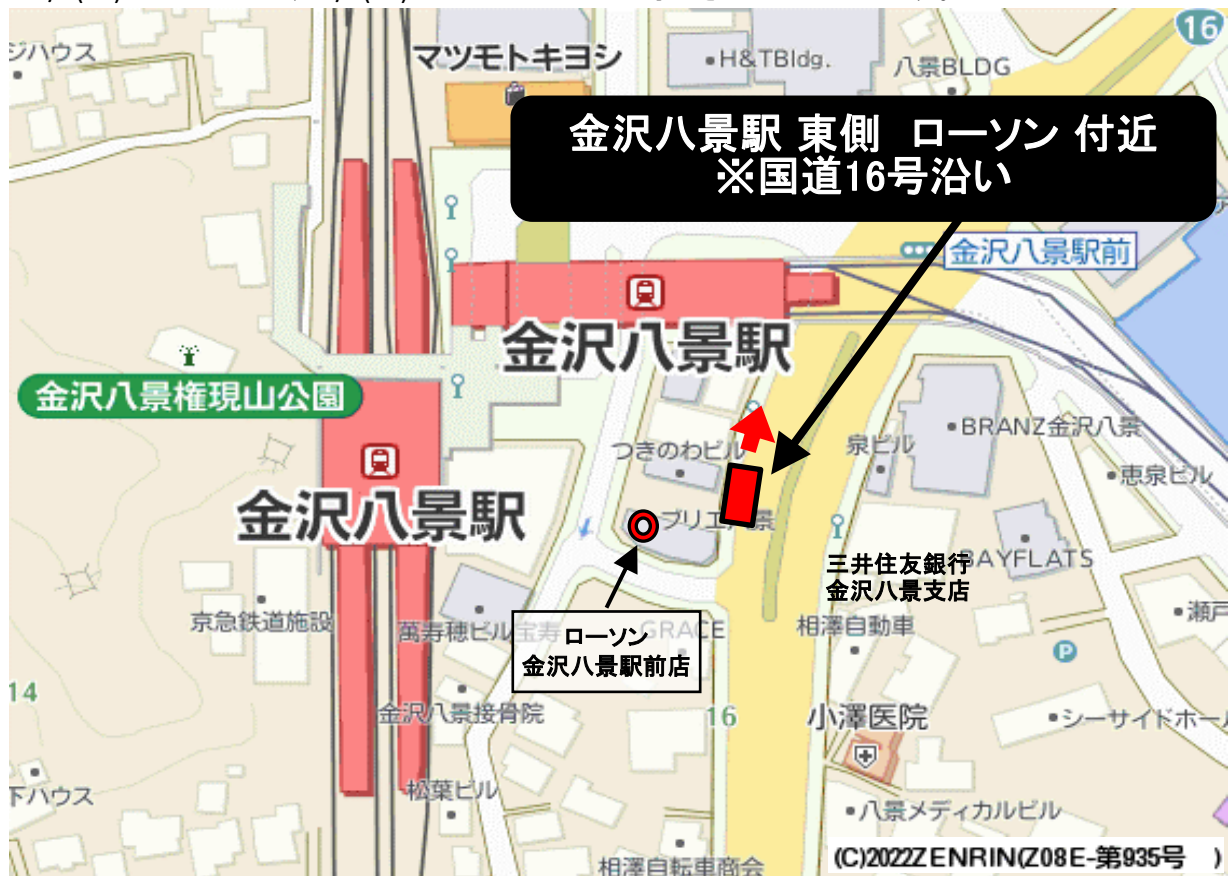 16
ジハウス
マツモトキヨシ
H&TBldg.
八景BLDG
金沢八景駅 東側　ローソン 付近
※国道16号沿い
金沢八景駅前
金沢八景駅
金沢八景権現山公園
BRANZ金沢八景
つきのわビル
泉ビル
恵泉ビル
金沢八景駅
三井住友銀行
金沢八景支店
BAYFLATS
京急鉄道施設
萬寿穂ビル
宝寿
GRACE
ローソン
金沢八景駅前店
相澤自動車
瀬戸
P
14
金沢八景接骨院
16
小澤医院
シーサイドホー
下ハウス
松葉ビル
八景メディカルビル
相澤自転車商会
(C)2022ZENRIN(Z08E-第935号　)